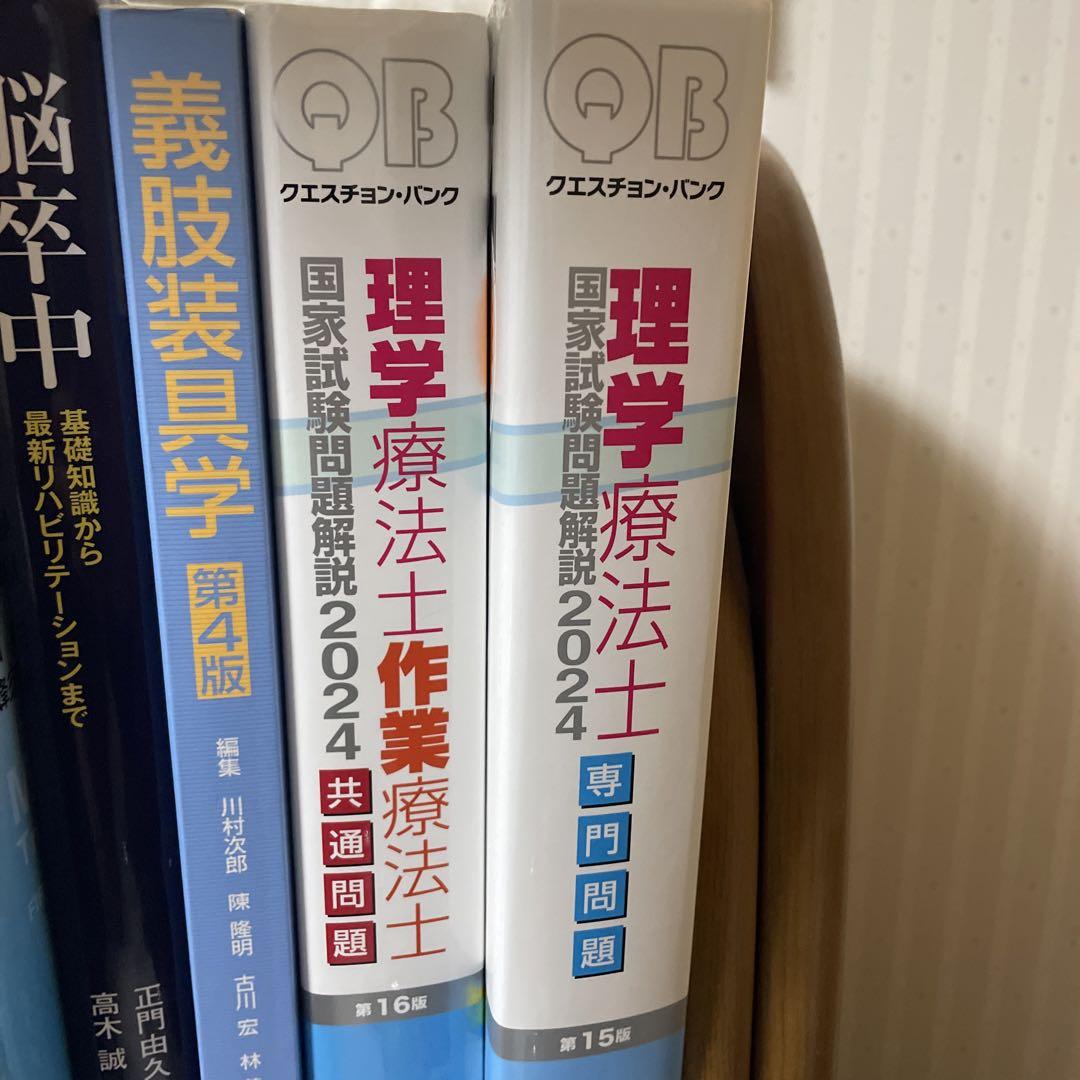 脳卒中
基礎知識から
最新リハビリテーションまで
正門由久
高木 誠
義肢装具学
第4版
編集 川村次郎 陳 隆明 古川 宏 林
QB
クエスチョン・バンク
理学療法士作業療法士
国家試験問題解説2024
共通問題
第16版
QB
クエスチョン・バンク
理学療法士
国家試験問題解説2024
専門問題
第15版